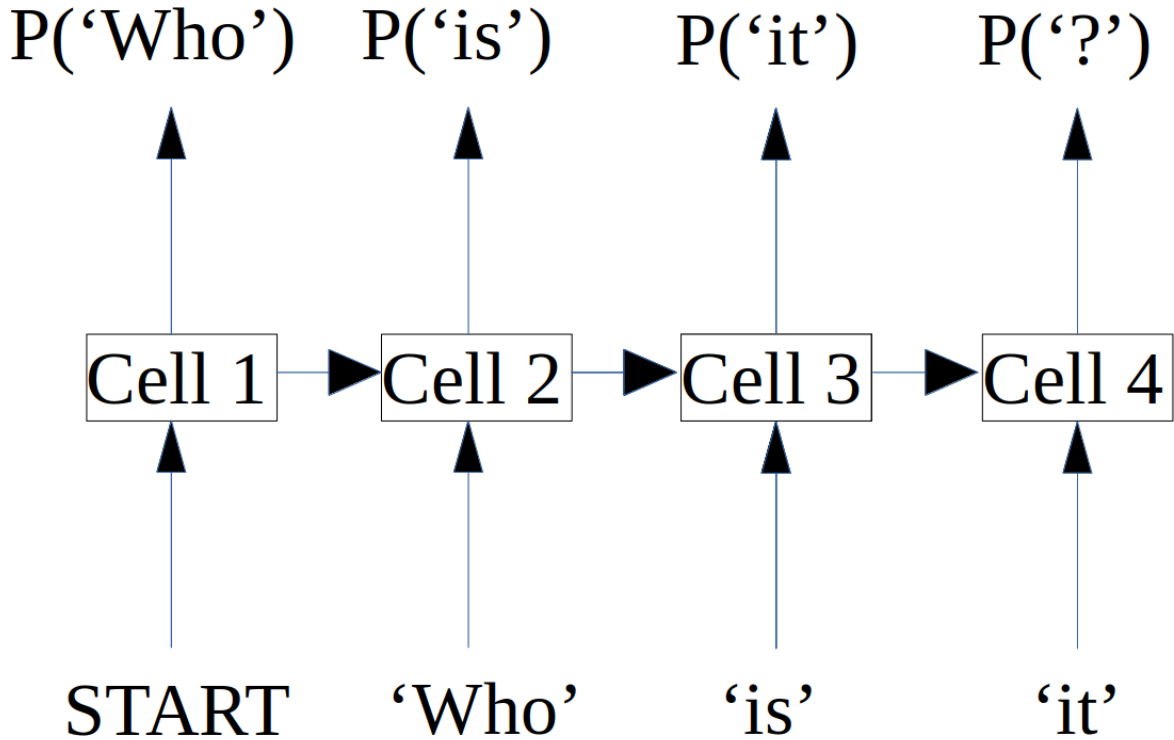 P(‘Who’) P(‘is’) P(‘it’) P(‘?’)
Cell 1 Cell 2 Cell 3 Cell 4
START ‘Who’ ‘is’ ‘it’